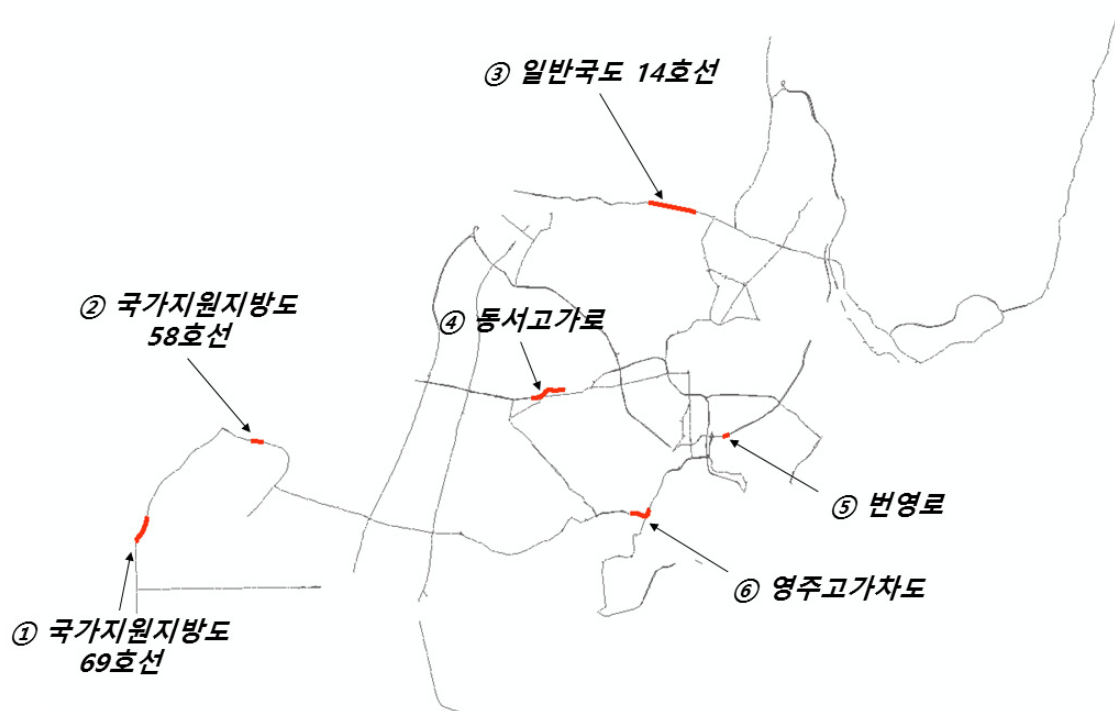 ③ 일반국도 14호선
② 국가지원지방도
58호선
④ 동서고가로
⑤ 번영로
⑥ 영주고가차도
① 국가지원지방도
69호선